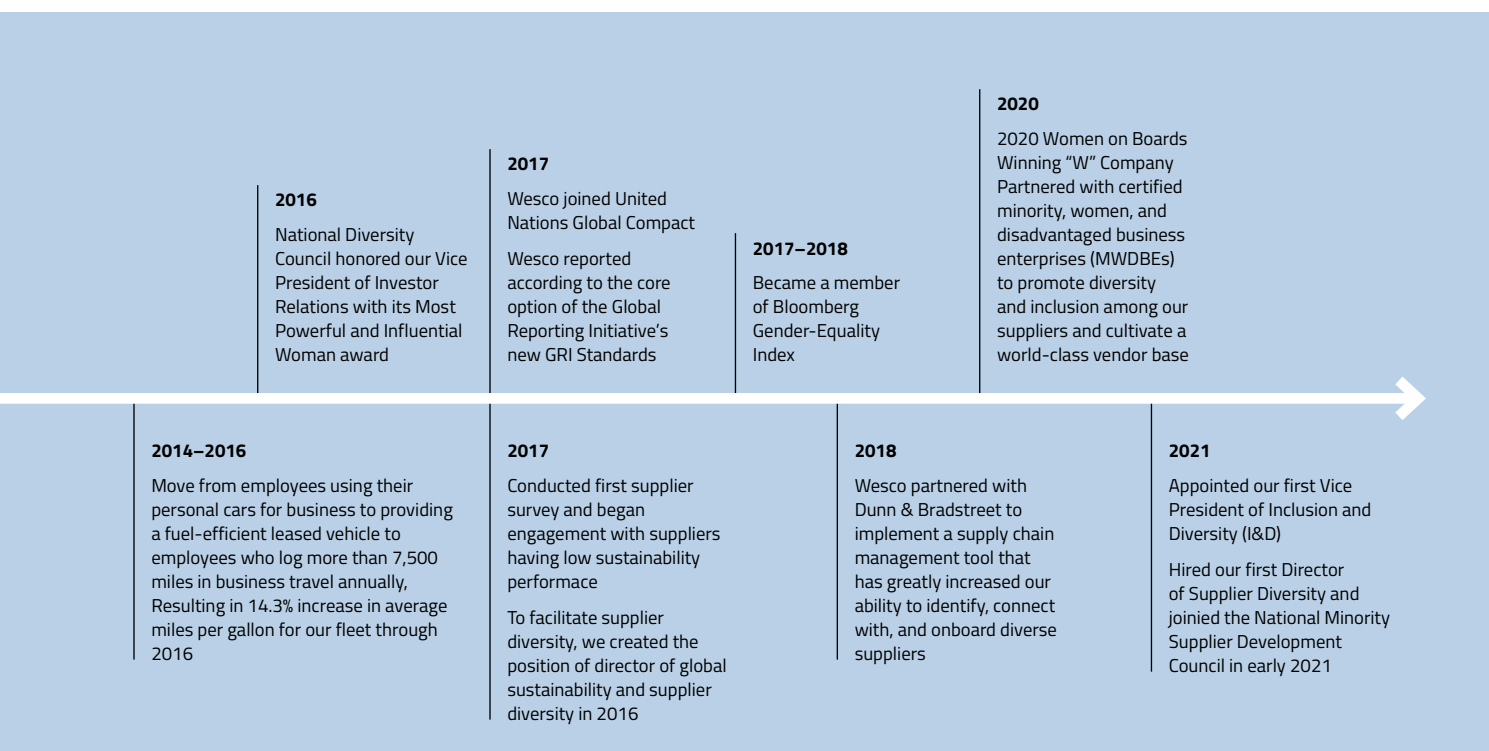 2016
National Diversity
Council honored our Vice
President of Investor
Relations with its Most
Powerful and Influential
Woman award
2017
Wesco joined United
Nations Global Compact
Wesco reported
according to the core
option of the Global
Reporting Initiative’s
new GRI Standards
2017–2018
Became a member
of Bloomberg
Gender-Equality
Index
2020
2020 Women on Boards
Winning “W” Company
Partnered with certified
minority, women, and
disadvantaged business
enterprises (MWDBEs)
to promote diversity
and inclusion among our
suppliers and cultivate a
world-class vendor base
2014–2016
Move from employees using their
personal cars for business to providing
a fuel-efficient leased vehicle to
employees who log more than 7,500
miles in business travel annually,
Resulting in 14.3% increase in average
miles per gallon for our fleet through
2016
2017
Conducted first supplier
survey and began
engagement with suppliers
having low sustainability
performace
To facilitate supplier
diversity, we created the
position of director of global
sustainability and supplier
diversity in 2016
2018
Wesco partnered with
Dunn & Bradstreet to
implement a supply chain
management tool that
has greatly increased our
ability to identify, connect
with, and onboard diverse
suppliers
2021
Appointed our first Vice
President of Inclusion and
Diversity (I&D)
Hired our first Director
of Supplier Diversity and
joinied the National Minority
Supplier Development
Council in early 2021